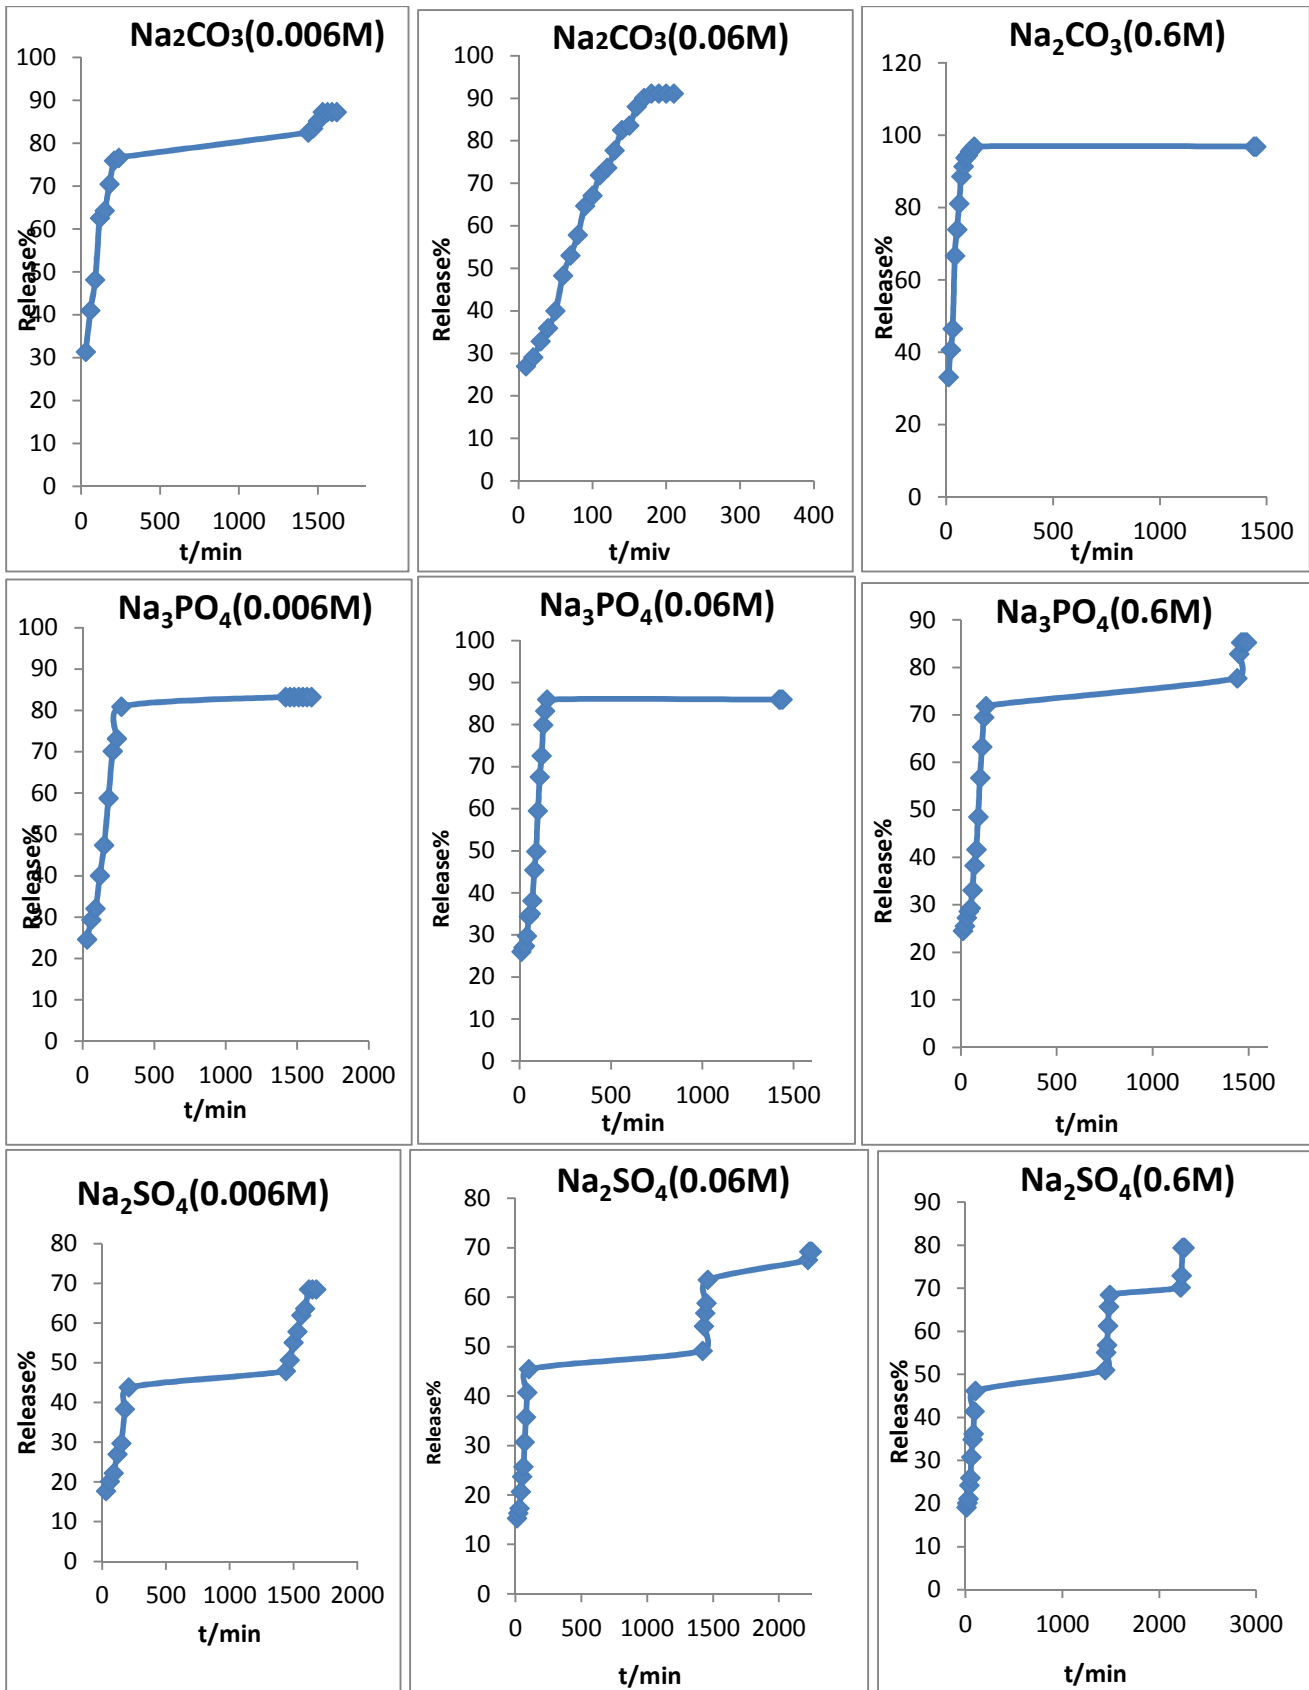 Na₂CO₃(0.006M)
100
90
80
70
60
50
40
30
20
10
0
Release%
0 500 1000 1500
t/min
Na₂CO₃(0.06M)
100
90
80
70
60
50
40
30
20
10
0
Release%
0 100 200 300 400
t/miv
Na₂CO₃(0.6M)
120
100
80
60
40
20
0
Release%
0 500 1000 1500
t/min
Na₃PO₄(0.006M)
100
90
80
70
60
50
40
30
20
10
0
Release%
0 500 1000 1500 2000
t/min
Na₃PO₄(0.06M)
100
90
80
70
60
50
40
30
20
10
0
Release%
0 500 1000 1500
t/min
Na₃PO₄(0.6M)
90
80
70
60
50
40
30
20
10
0
Release%
0 500 1000 1500
t/min
Na₂SO₄(0.006M)
80
70
60
50
40
30
20
10
0
Release%
0 500 1000 1500 2000
t/min
Na₂SO₄(0.06M)
80
70
60
50
40
30
20
10
0
Release%
0 500 1000 1500 2000
t/min
Na₂SO₄(0.6M)
90
80
70
60
50
40
30
20
10
0
Release%
0 1000 2000 3000
t/min